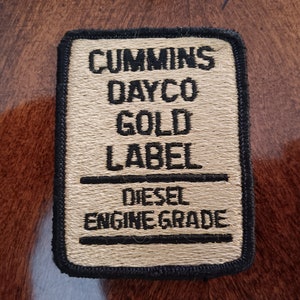 CUMMINS
DAYCO
GOLD
LABEL
DIESEL
ENGINE GRADE